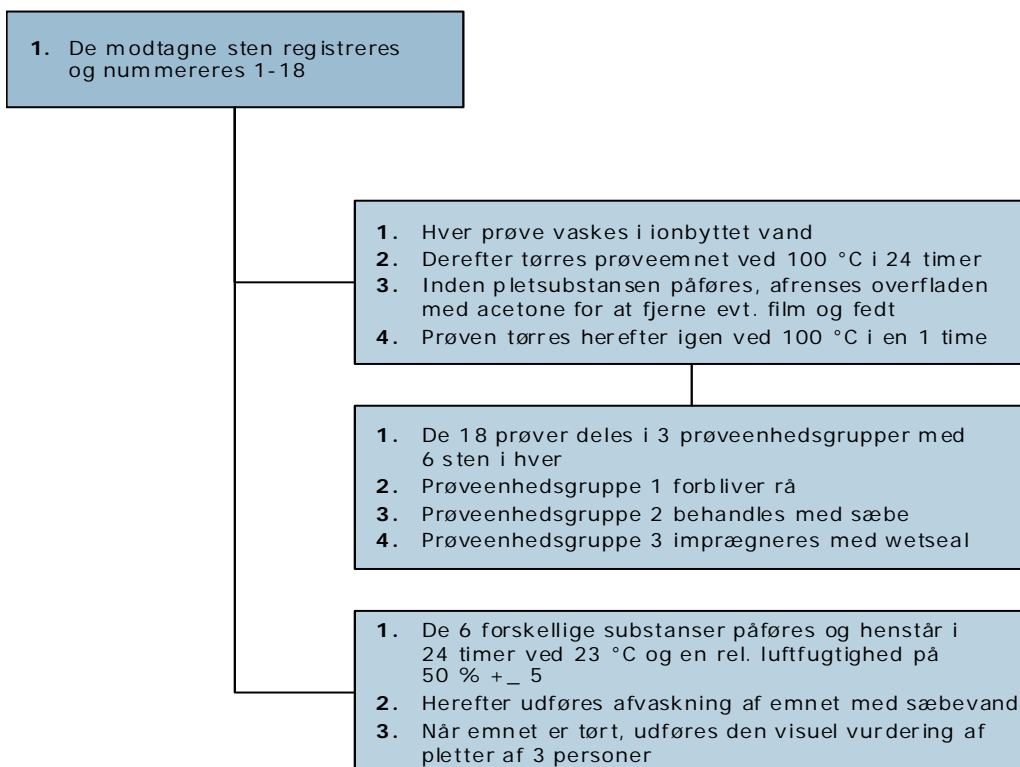 1. De modtagne sten registreres
og nummereres 1-18
1. Hver prøve vaskes i ionbyttet vand
2. Derefter tørres prøveemnet ved 100 °C i 24 timer
3. Inden pletsubstansen påføres, afrenses overfladen
med acetone for at fjerne evt. film og fedt
4. Prøven tørres herefter igen ved 100 °C i en 1 time
1. De 18 prøver deles i 3 prøveenhedsgrupper med
6 sten i hver
2. Prøveenhedsgruppe 1 forbliver rå
3. Prøveenhedsgruppe 2 behandles med sæbe
4. Prøveenhedsgruppe 3 imprægneres med wetseal
1. De 6 forskellige substanser påføres og henstår i
24 timer ved 23 °C og en rel. luftfugtighed på
50 % +_ 5
2. Herefter udføres afvaskning af emnet med sæbevand
3. Når emnet er tørt, udføres den visuel vurdering af
pletter af 3 personer